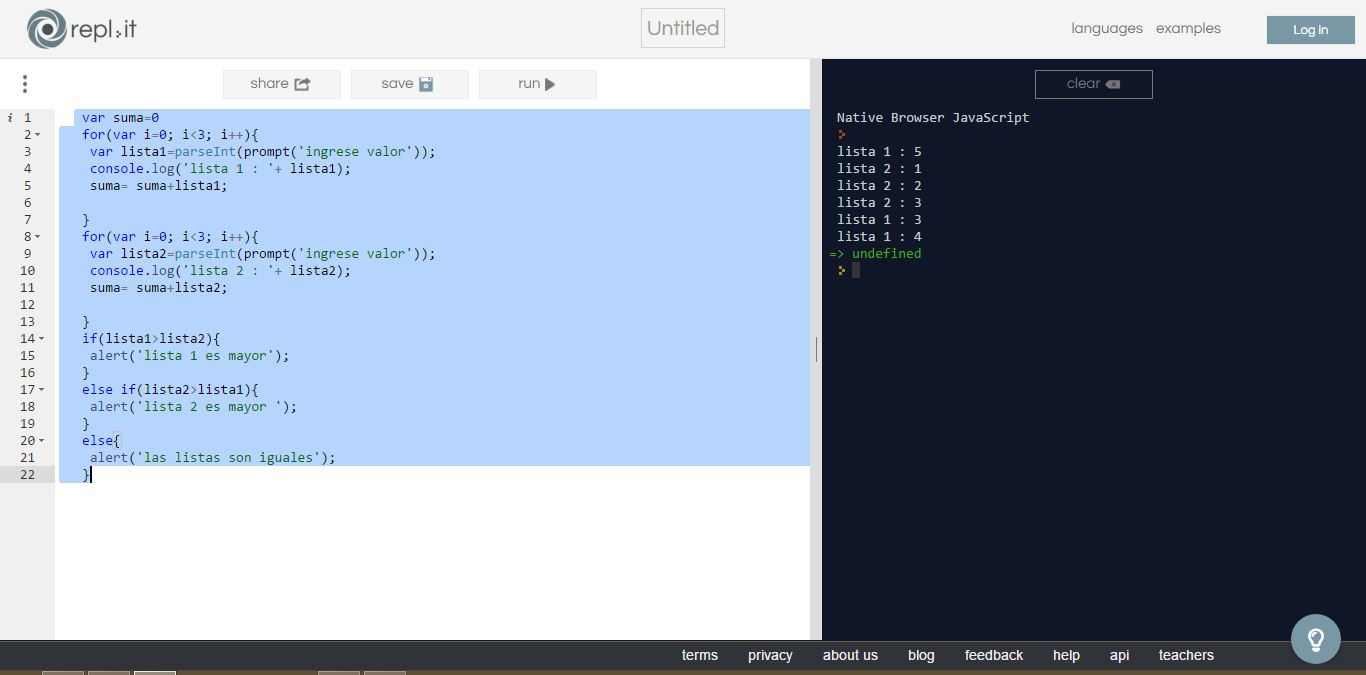 repl.it
Untitled
languages examples Log in
share save run
clear
i 1 var suma=0
2 for(var i=0; i<3; i++){
3 var lista1=parseInt(prompt('ingrese valor'));
4 console.log('lista 1 : '+ lista1);
5 suma= suma+lista1;
6
7 }
8 for(var i=0; i<3; i++){
9 var lista2=parseInt(prompt('ingrese valor'));
10 console.log('lista 2 : '+ lista2);
11 suma= suma+lista2;
12
13 }
14 if(lista1>lista2){
15 alert('lista 1 es mayor');
16 }
17 else if(lista2>lista1){
18 alert('lista 2 es mayor ');
19 }
20 else{
21 alert('las listas son iguales');
22 }
Native Browser JavaScript
lista 1 : 5
lista 2 : 1
lista 2 : 2
lista 2 : 3
lista 1 : 3
lista 1 : 4
=> undefined
terms privacy about us blog feedback help api teachers